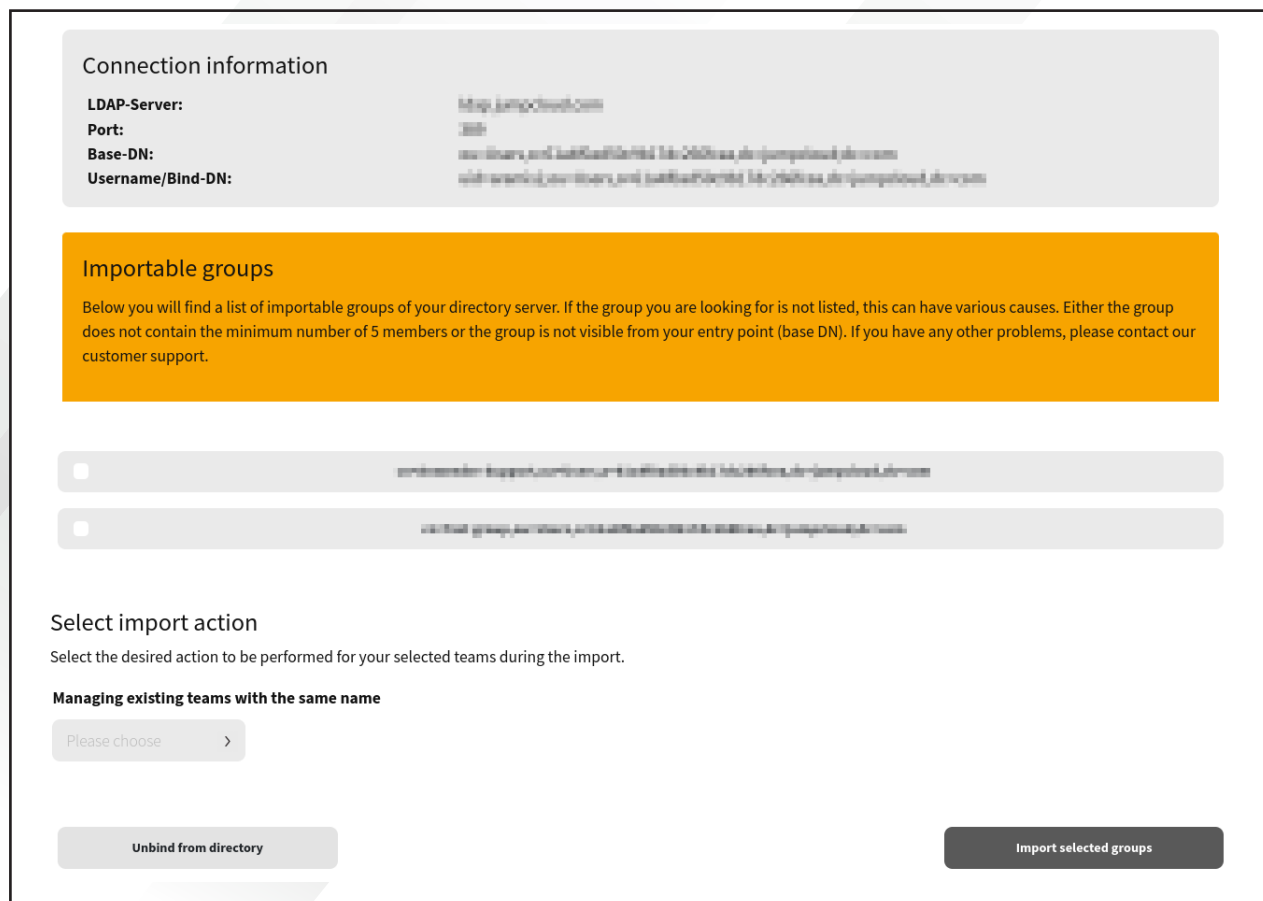 Connection information
LDAP-Server:
Port:
Base-DN:
Username/Bind-DN:
Importable groups
Below you will find a list of importable groups of your directory server. If the group you are looking for is not listed, this can have various causes. Either the group
does not contain the minimum number of 5 members or the group is not visible from your entry point (base DN). If you have any other problems, please contact our
customer support.
Select import action
Select the desired action to be performed for your selected teams during the import.
Managing existing teams with the same name
Please choose
Unbind from directory
Import selected groups